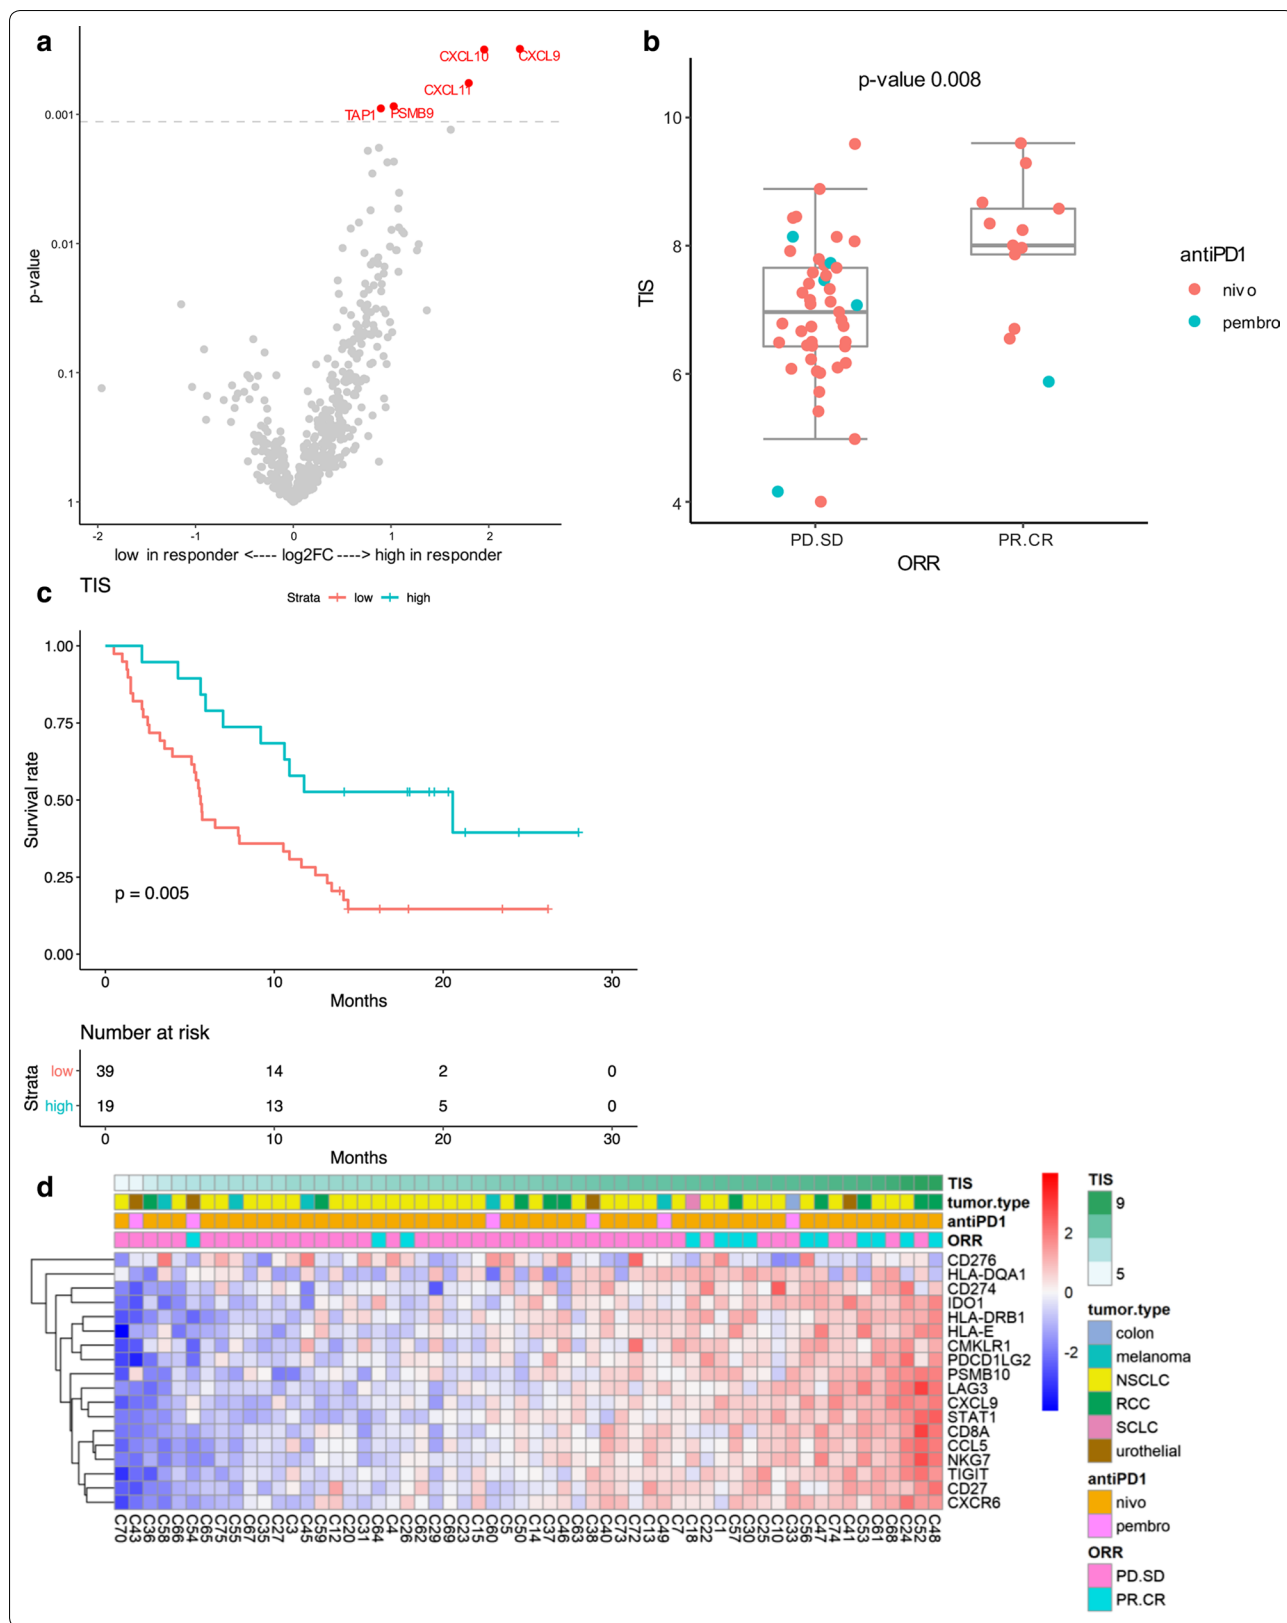 a
CXCL10
CXCL9
CXCL11
TAP1
PSMB9
0.001
0.01
0.1
1
p-value
-2
-1
0
1
2
low in responder <---- log2FC ----> high in responder
b
p-value 0.008
10
8
6
4
TIS
PD.SD
PR.CR
ORR
antiPD1
nivo
pembro
c
TIS
Strata low high
1.00
0.75
0.50
0.25
0.00
Survival rate
p = 0.005
0 10 20 30
Months
Number at risk
Strata
low 39 14 2 0
high 19 13 5 0
0 10 20 30
Months
d
TIS
tumor.type
antiPD1
ORR
CD276
HLA-DQA1
CD274
IDO1
HLA-DRB1
HLA-E
CMKLR1
PDCD1LG2
PSMB10
LAG3
CXCL9
STAT1
CD8A
CCL5
NKG7
TIGIT
CD27
CXCR6
C70 C43 C36 C58 C66 C54 C65 C75 C55 C67 C35 C27 C3 C45 C59 C12 C20 C31 C64 C4 C26 C62 C29 C69 C23 C15 C60 C5 C50 C14 C37 C46 C63 C38 C40 C73 C72 C13 C49 C7 C18 C22 C1 C57 C30 C25 C10 C33 C56 C47 C74 C41 C53 C61 C68 C24 C52 C48
2
0
-2
TIS
9
5
tumor.type
colon
melanoma
NSCLC
RCC
SCLC
urothelial
antiPD1
nivo
pembro
ORR
PD.SD
PR.CR